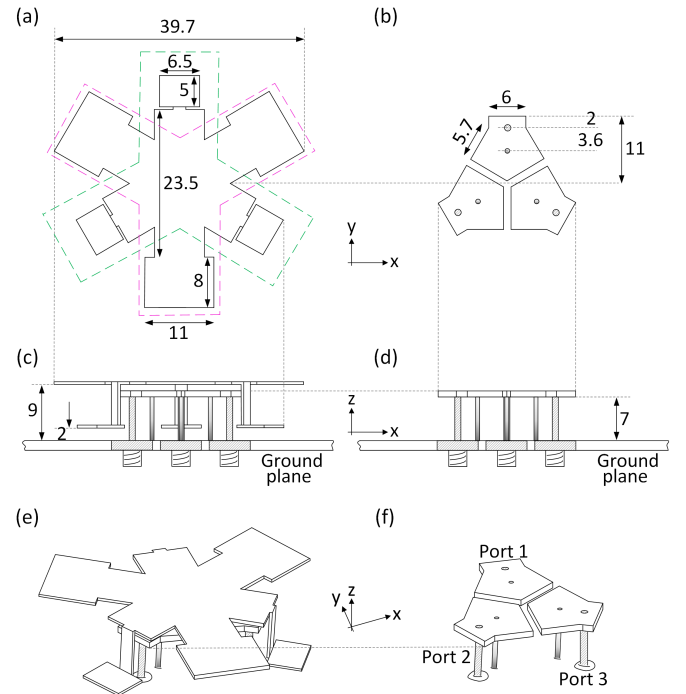 (a)
39.7
6.5
5
23.5
8
11
y
x
(b)
6
2
5.7
3.6
11
(c)
9
2
z
x
Ground
plane
(d)
7
Ground
plane
(e)
y
z
x
(f)
Port 1
Port 2
Port 3